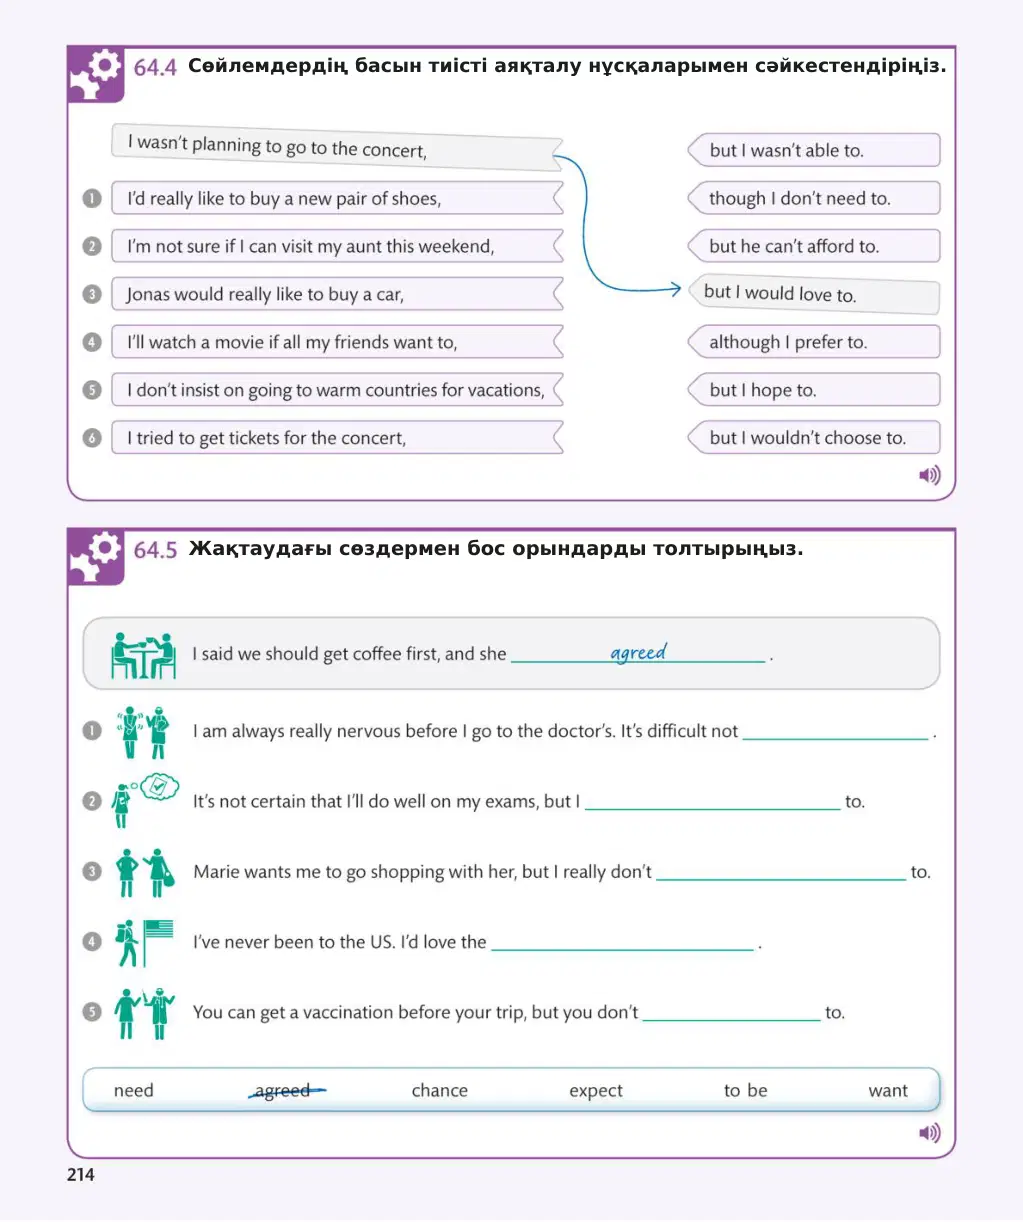 64.4 Сөйлемдердің басын тиісті аяқталу нұсқаларымен сәйкестендіріңіз.
I wasn’t planning to go to the concert,
but I wasn’t able to.
1 I’d really like to buy a new pair of shoes,
though I don’t need to.
2 I’m not sure if I can visit my aunt this weekend,
but he can’t afford to.
3 Jonas would really like to buy a car,
but I would love to.
4 I’ll watch a movie if all my friends want to,
although I prefer to.
5 I don’t insist on going to warm countries for vacations,
but I hope to.
6 I tried to get tickets for the concert,
but I wouldn’t choose to.
64.5 Жақтаудағы сөздермен бос орындарды толтырыңыз.
I said we should get coffee first, and she agreed .
1 I am always really nervous before I go to the doctor’s. It’s difficult not .
2 It’s not certain that I’ll do well on my exams, but I to.
3 Marie wants me to go shopping with her, but I really don’t to.
4 I’ve never been to the US. I’d love the .
5 You can get a vaccination before your trip, but you don’t to.
need agreed chance expect to be want
214